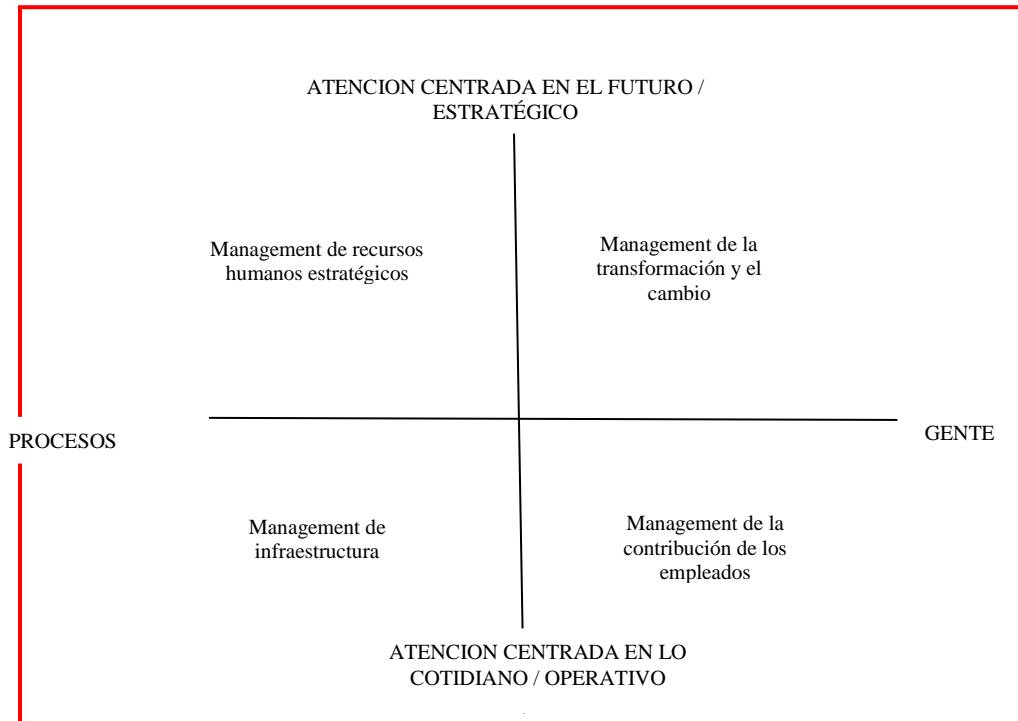 ATENCION CENTRADA EN EL FUTURO /
ESTRATÉGICO
Management de recursos
humanos estratégicos
Management de la
transformación y el
cambio
PROCESOS
GENTE
Management de
infraestructura
Management de la
contribución de los
empleados
ATENCION CENTRADA EN LO
COTIDIANO / OPERATIVO